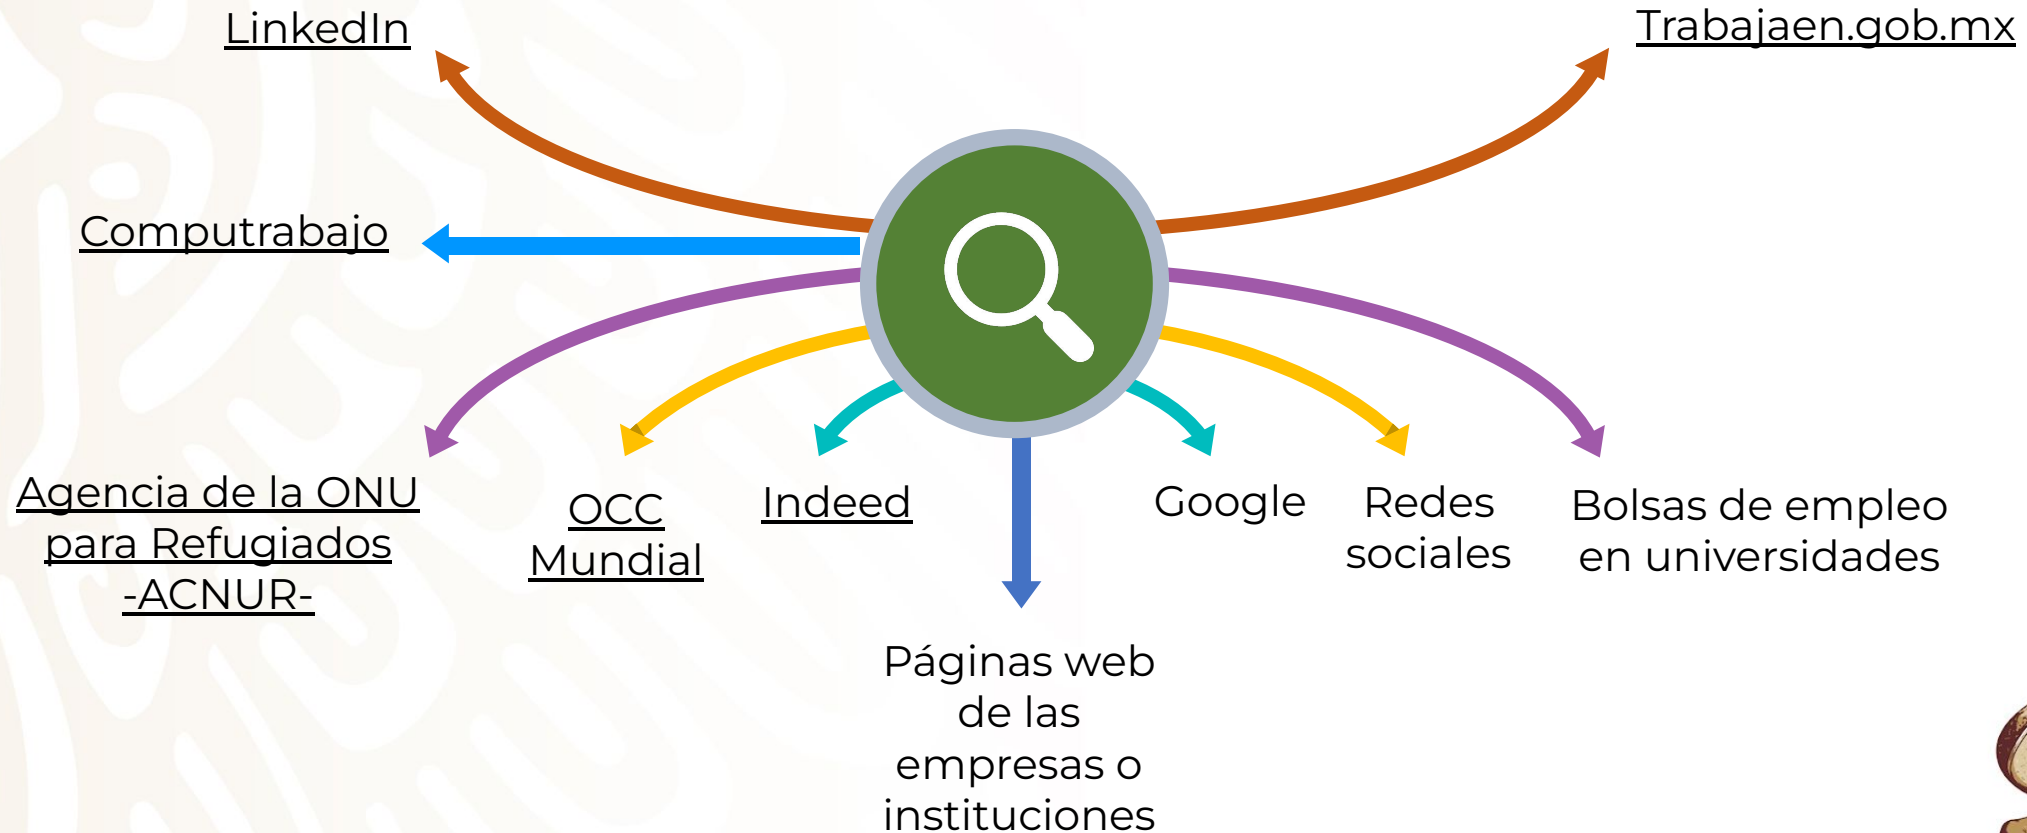 LinkedIn
Trabajaen.gob.mx
Computrabajo
Agencia de la ONU
para Refugiados
-ACNUR-
OCC
Mundial
Indeed
Google
Redes
sociales
Bolsas de empleo
en universidades
Páginas web
de las
empresas o
instituciones